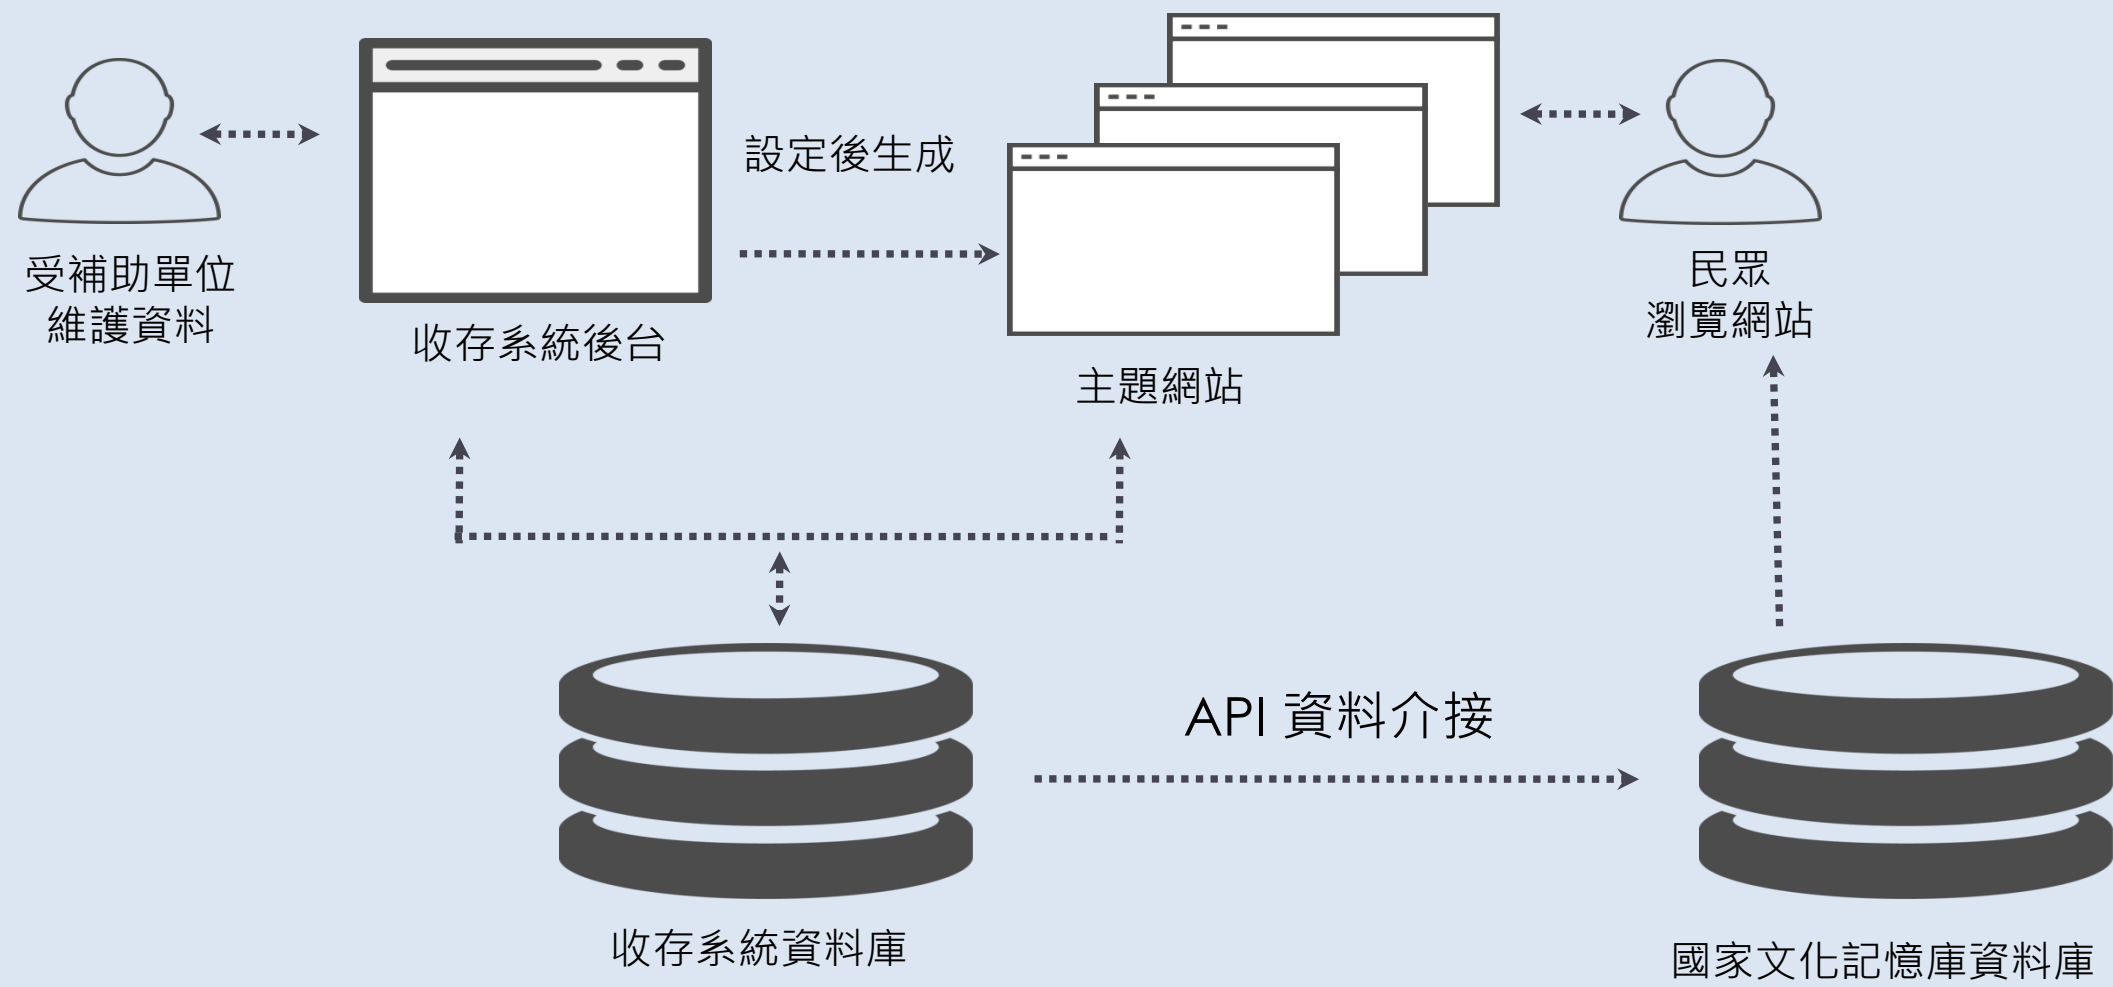 設定後生成
受補助單位
維護資料
收存系統後台
主題網站
民眾
瀏覽網站
API 資料介接
收存系統資料庫
國家文化記憶庫資料庫